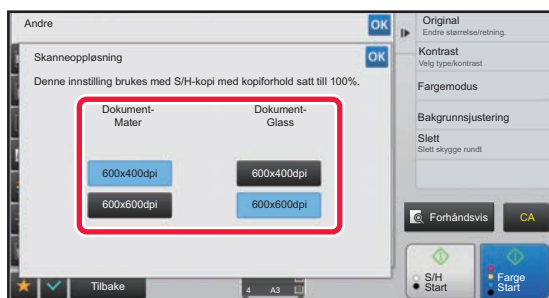 Andre
OK
Skanneoppløsning
OK
Denne innstilling brukes med S/H-kopi med kopiforhold satt till 100%.
Dokument-
Mater
Dokument-
Glass
600x400dpi
600x400dpi
600x600dpi
600x600dpi
Tilbake
4 A3
Original
Endre størrelse/retning.
Kontrast
Velg type/kontrast
Fargemodus
Bakgrunnsjustering
Slett
Slett skygge rundt
Forhåndsvis
CA
S/H
Start
Farge
Start